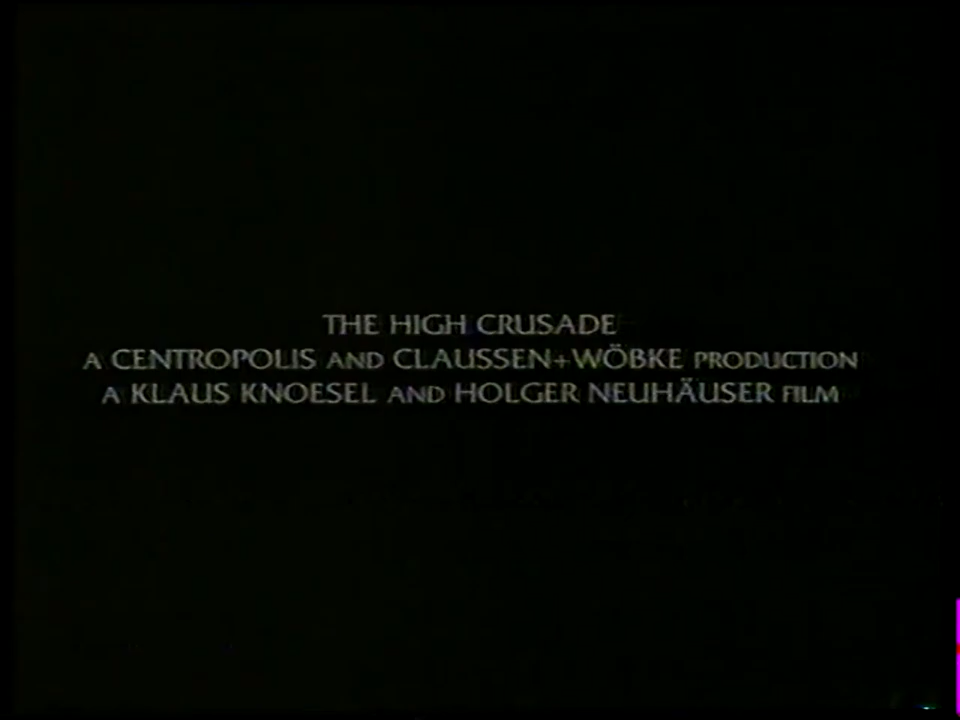 THE HIGH CRUSADE
A CENTROPOLIS AND CLAUSSEN+WÖBKE PRODUCTION
A KLAUS KNOESEL AND HOLGER NEUHÄUSER FILM